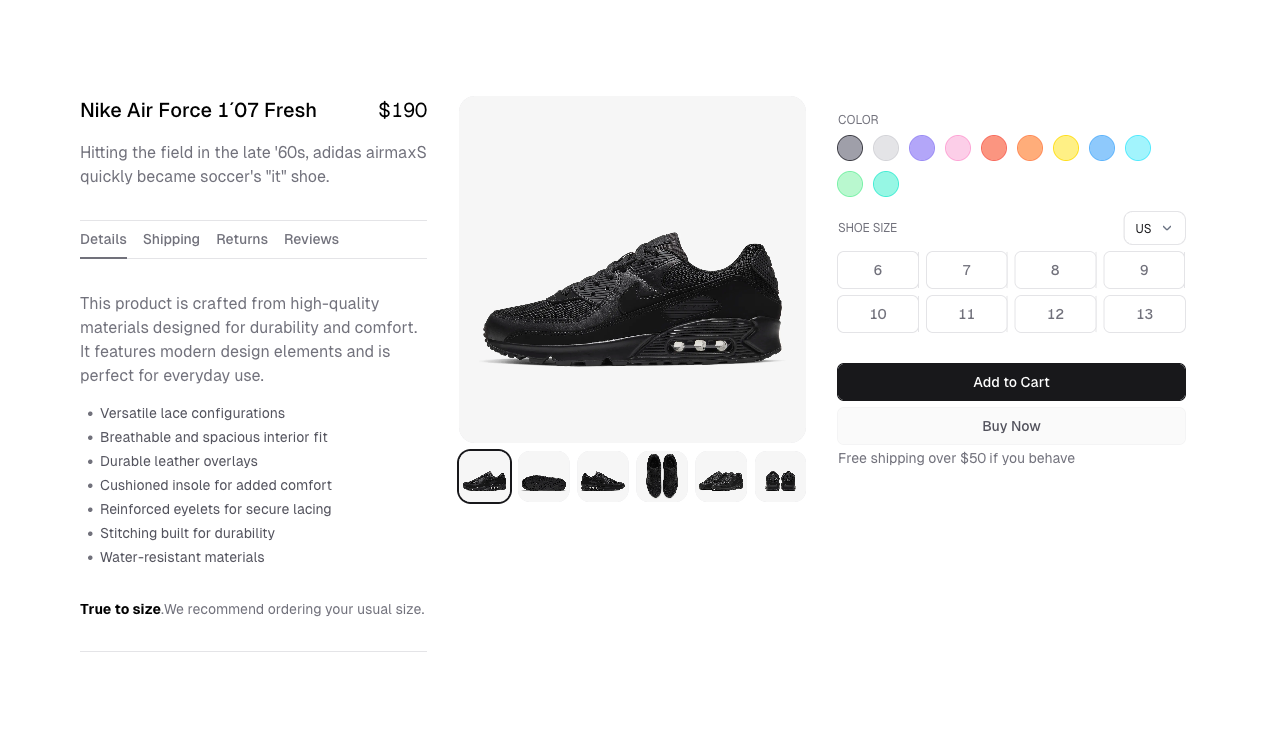 Nike Air Force 1´07 Fresh
$190
Hitting the field in the late '60s, adidas airmaxS
quickly became soccer's "it" shoe.
Details
Shipping
Returns
Reviews
This product is crafted from high-quality
materials designed for durability and comfort.
It features modern design elements and is
perfect for everyday use.
• Versatile lace configurations
• Breathable and spacious interior fit
• Durable leather overlays
• Cushioned insole for added comfort
• Reinforced eyelets for secure lacing
• Stitching built for durability
• Water-resistant materials
True to size.We recommend ordering your usual size.
COLOR
SHOE SIZE
US
6
7
8
9
10
11
12
13
Add to Cart
Buy Now
Free shipping over $50 if you behave